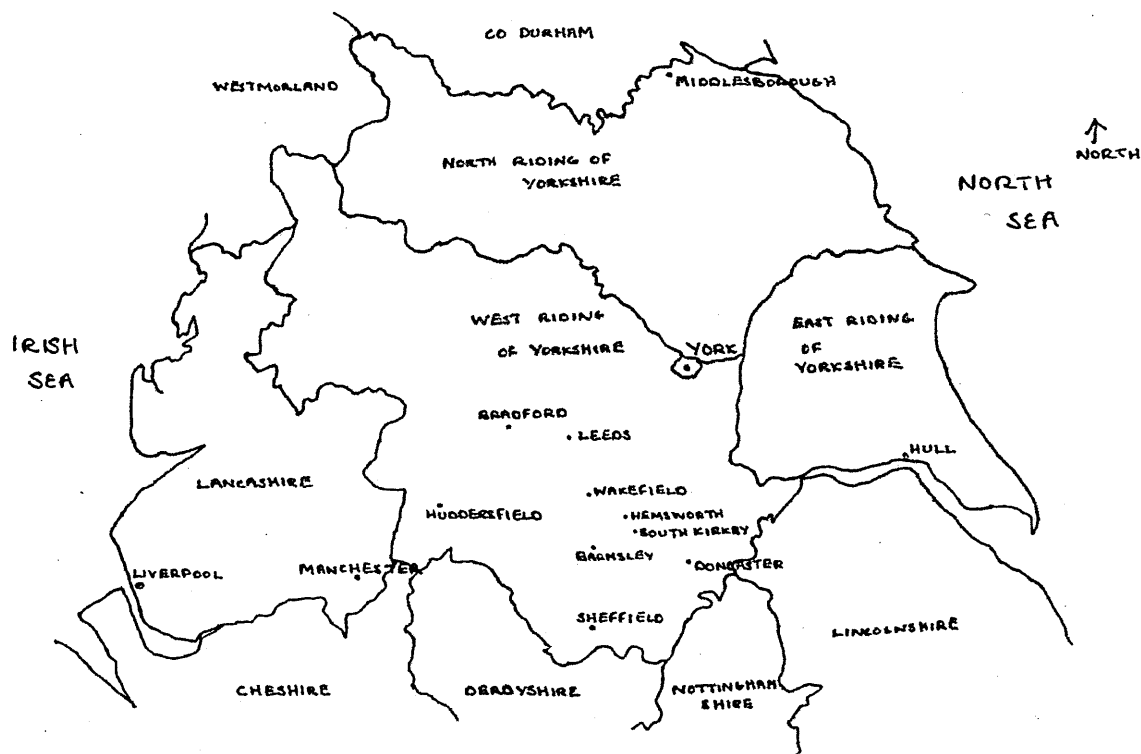 CO DURHAM
WESTMORLAND
MIDDLESBOROUGH
NORTH
NORTH RIDING OF
YORKSHIRE
NORTH
SEA
IRISH
SEA
WEST RIDING
OF YORKSHIRE
YORK
EAST RIDING
OF
YORKSHIRE
BRADFORD
LEEDS
HULL
LANCASHIRE
WAKEFIELD
HUDDERSFIELD
HEMSWORTH
SOUTH KIRKBY
BARNSLEY
DONCASTER
LIVERPOOL
MANCHESTER
SHEFFIELD
LINCOLNSHIRE
CHESHIRE
DERBYSHIRE
NOTTINGHAM
SHIRE